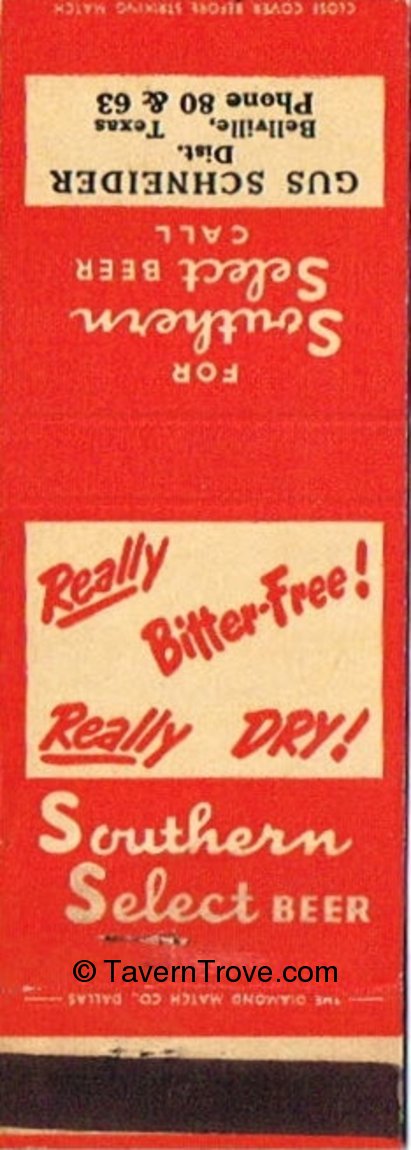 CLOSE COVER BEFORE STRIKING MATCH
FOR
Southern
Select BEER
CALL
GUS SCHNEIDER
Dist.
Bellville, Texas
Phone 80 & 63
Really
Bitter-Free!
Really DRY!
Southern
Select BEER
© TavernTrove.com
THE DIAMOND MATCH CO., DALLAS